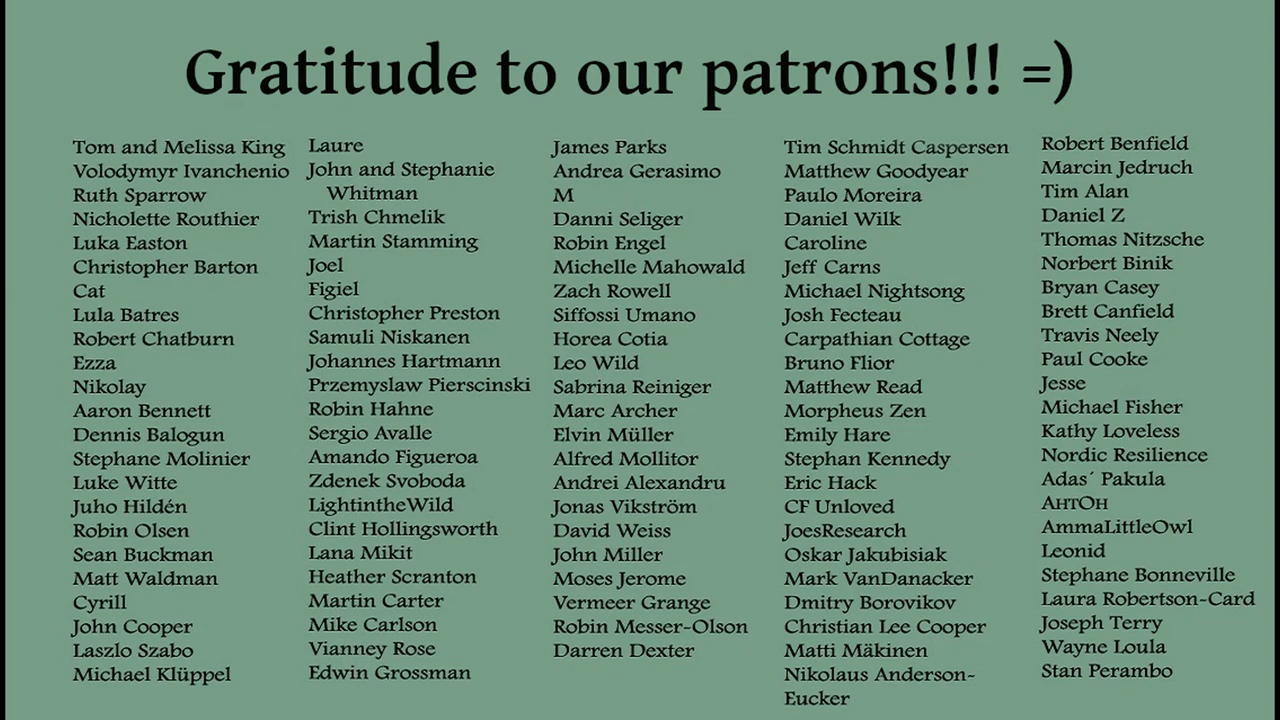 Gratitude to our patrons!!! =)
Tom and Melissa King
Volodymyr Ivanchenio
Ruth Sparrow
Nicholette Routhier
Luka Easton
Christopher Barton
Cat
Lula Batres
Robert Chatburn
Ezza
Nikolay
Aaron Bennett
Dennis Balogun
Stephane Molinier
Luke Witte
Juho Hildén
Robin Olsen
Sean Buckman
Matt Waldman
Cyrill
John Cooper
Laszlo Szabo
Michael Klüppel
Laure
John and Stephanie
Whitman
Trish Chmelik
Martin Stamming
Joel
Figiel
Christopher Preston
Samuli Niskanen
Johannes Hartmann
Przemyslaw Pierscinski
Robin Hahne
Sergio Avalle
Amando Figueroa
Zdenek Svoboda
LightintheWild
Clint Hollingsworth
Lana Mikit
Heather Scranton
Martin Carter
Mike Carlson
Vianney Rose
Edwin Grossman
James Parks
Andrea Gerasimo
M
Danni Seliger
Robin Engel
Michelle Mahowald
Zach Rowell
Siffossi Umano
Horea Cotia
Leo Wild
Sabrina Reiniger
Marc Archer
Elvin Müller
Alfred Mollitor
Andrei Alexandru
Jonas Vikström
David Weiss
John Miller
Moses Jerome
Vermeer Grange
Robin Messer-Olson
Darren Dexter
Tim Schmidt Caspersen
Matthew Goodyear
Paulo Moreira
Daniel Wilk
Caroline
Jeff Carns
Michael Nightsong
Josh Fecteau
Carpathian Cottage
Bruno Flior
Matthew Read
Morpheus Zen
Emily Hare
Stephan Kennedy
Eric Hack
CF Unloved
JoesResearch
Oskar Jakubisiak
Mark VanDanacker
Dmitry Borovikov
Christian Lee Cooper
Matti Mäkinen
Nikolaus Anderson-
Eucker
Robert Benfield
Marcin Jedruch
Tim Alan
Daniel Z
Thomas Nitzsche
Norbert Binik
Bryan Casey
Brett Canfield
Travis Neely
Paul Cooke
Jesse
Michael Fisher
Kathy Loveless
Nordic Resilience
Adas´ Pakula
Антон
AmmaLittleOwl
Leonid
Stephane Bonneville
Laura Robertson-Card
Joseph Terry
Wayne Loula
Stan Perambo